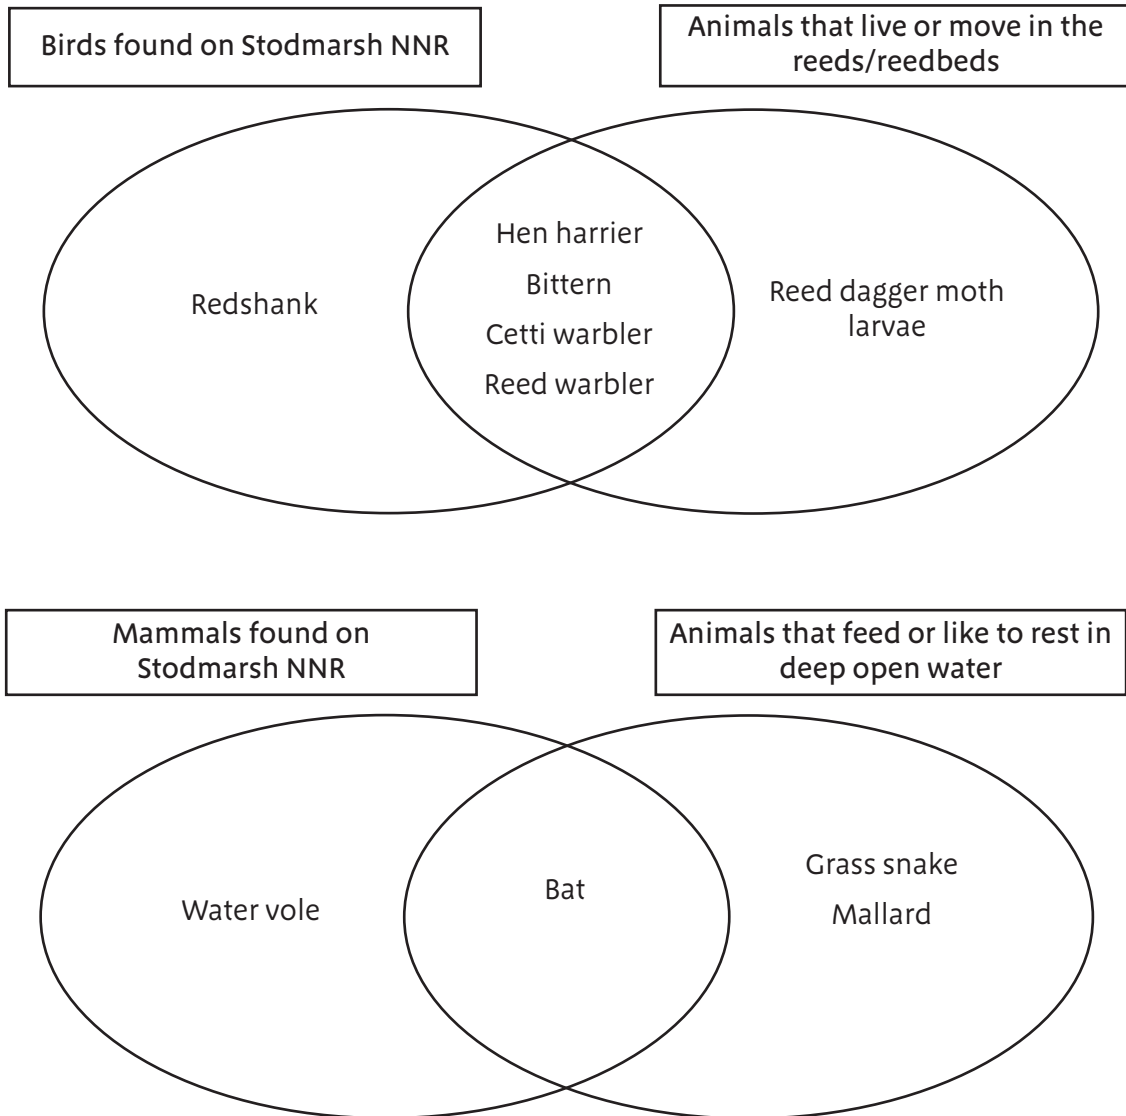 Birds found on Stodmarsh NNR
Animals that live or move in the
reeds/reedbeds
Hen harrier
Bittern
Cetti warbler
Reed warbler
Redshank
Reed dagger moth
larvae
Mammals found on
Stodmarsh NNR
Animals that feed or like to rest in
deep open water
Water vole
Bat
Grass snake
Mallard